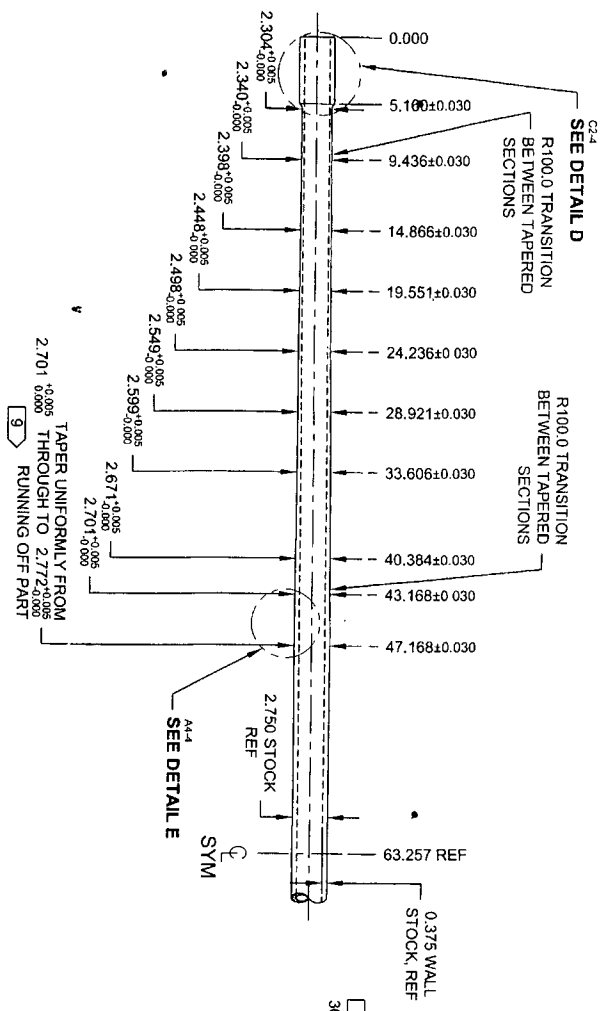 0.000
5.100±0.030
9.436±0.030
14.866±0.030
19.551±0.030
24.236±0.030
28.921±0.030
33.606±0.030
40.384±0.030
43.168±0.030
47.168±0.030
63.257 REF
C2-4
SEE DETAIL D
R100.0 TRANSITION
BETWEEN TAPERED
SECTIONS
R100.0 TRANSITION
BETWEEN TAPERED
SECTIONS
0.375 WALL
STOCK, REF
2.304 +0.005 -0.000
2.340 +0.005 -0.000
2.398 +0.005 -0.000
2.448 +0.005 -0.000
2.498 +0.005 -0.000
2.549 +0.005 -0.000
2.599 +0.005 -0.000
2.671 +0.005 -0.000
2.701 +0.005 -0.000
TAPER UNIFORMLY FROM
2.701 +0.005 0.000 THROUGH TO 2.772 +0.005 -0.000
9 RUNNING OFF PART
A4-4
SEE DETAIL E
2.750 STOCK
REF
SYM